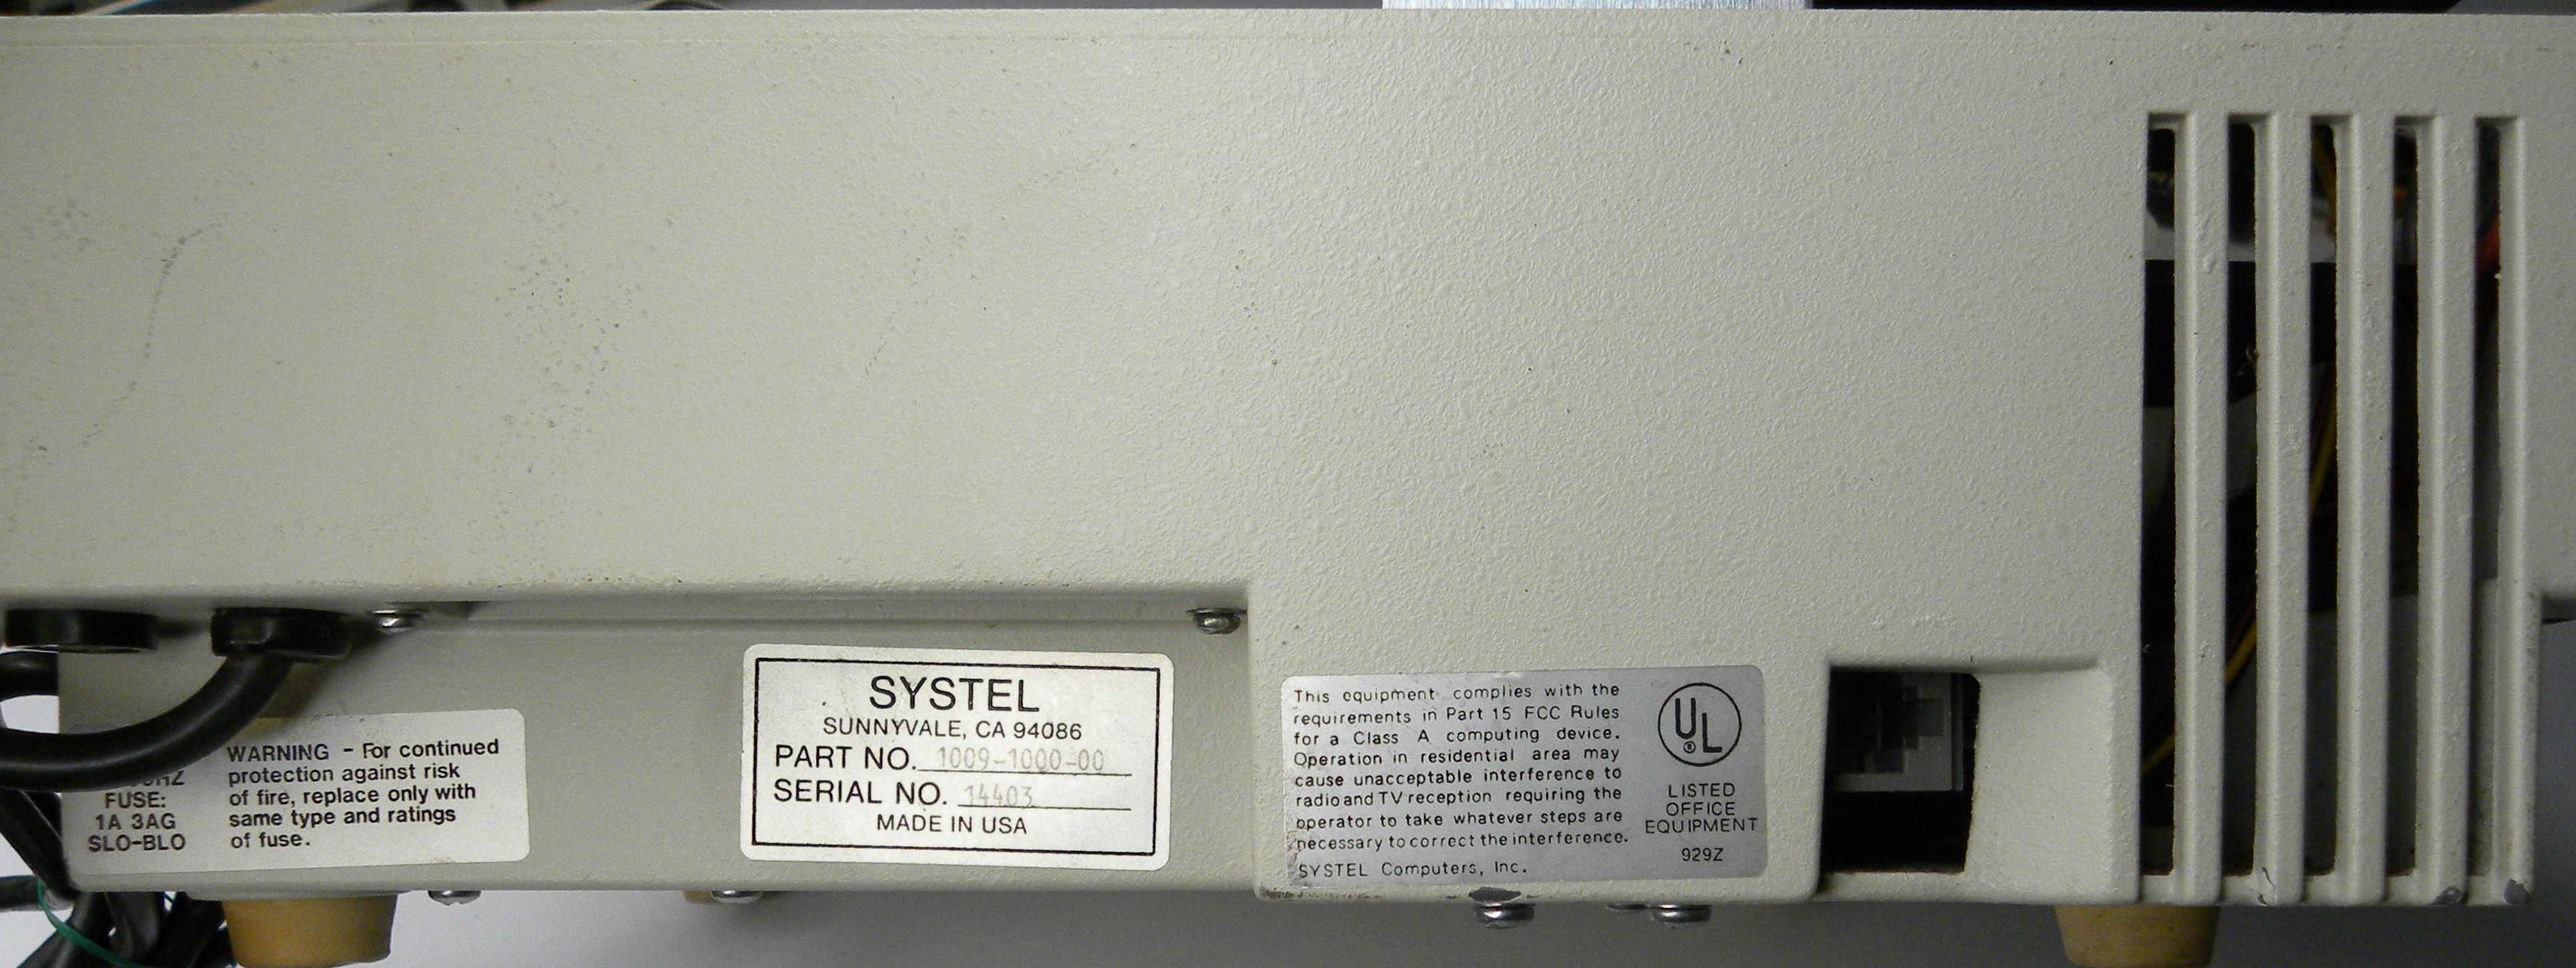 WARNING - For continued
protection against risk
of fire, replace only with
same type and ratings
of fuse.
HZ
FUSE:
1A 3AG
SLO-BLO
SYSTEL
SUNNYVALE, CA 94086
PART NO. 1009-1000-00
SERIAL NO. 14403
MADE IN USA
This equipment complies with the
requirements in Part 15 FCC Rules
for a Class A computing device.
Operation in residential area may
cause unacceptable interference to
radio and TV reception requiring the
operator to take whatever steps are
necessary to correct the interference.
SYSTEL Computers, Inc.
UL
®
LISTED
OFFICE
EQUIPMENT
929Z